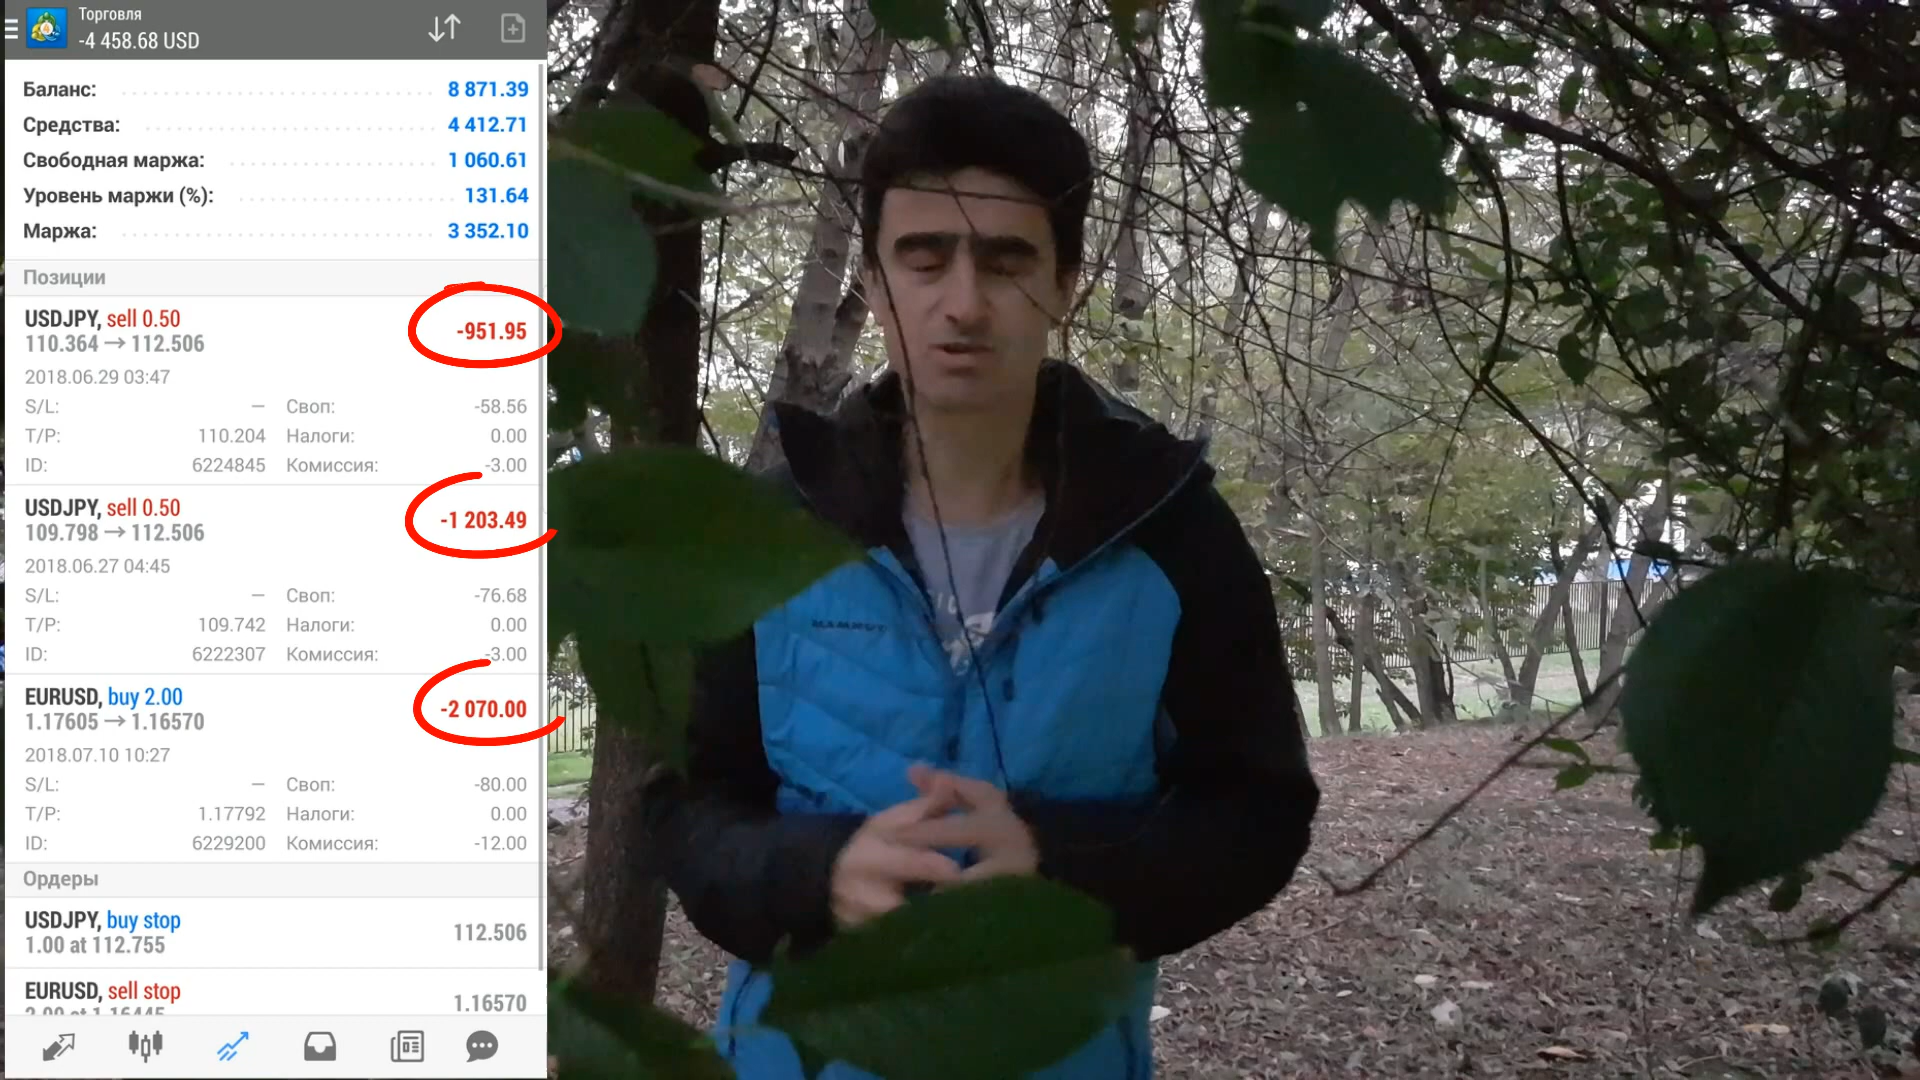 Торговля
-4 458.68 USD
Баланс: 8 871.39
Средства: 4 412.71
Свободная маржа: 1 060.61
Уровень маржи (%): 131.64
Маржа: 3 352.10
Позиции
USDJPY, sell 0.50 -951.95
110.364 → 112.506
2018.06.29 03:47
S/L: — Своп: -58.56
T/P: 110.204 Налоги: 0.00
ID: 6224845 Комиссия: -3.00
USDJPY, sell 0.50 -1 203.49
109.798 → 112.506
2018.06.27 04:45
S/L: — Своп: -76.68
T/P: 109.742 Налоги: 0.00
ID: 6222307 Комиссия: -3.00
EURUSD, buy 2.00 -2 070.00
1.17605 → 1.16570
2018.07.10 10:27
S/L: — Своп: -80.00
T/P: 1.17792 Налоги: 0.00
ID: 6229200 Комиссия: -12.00
Ордеры
USDJPY, buy stop 112.506
1.00 at 112.755
EURUSD, sell stop 1.16570
2.00 at 1.16445